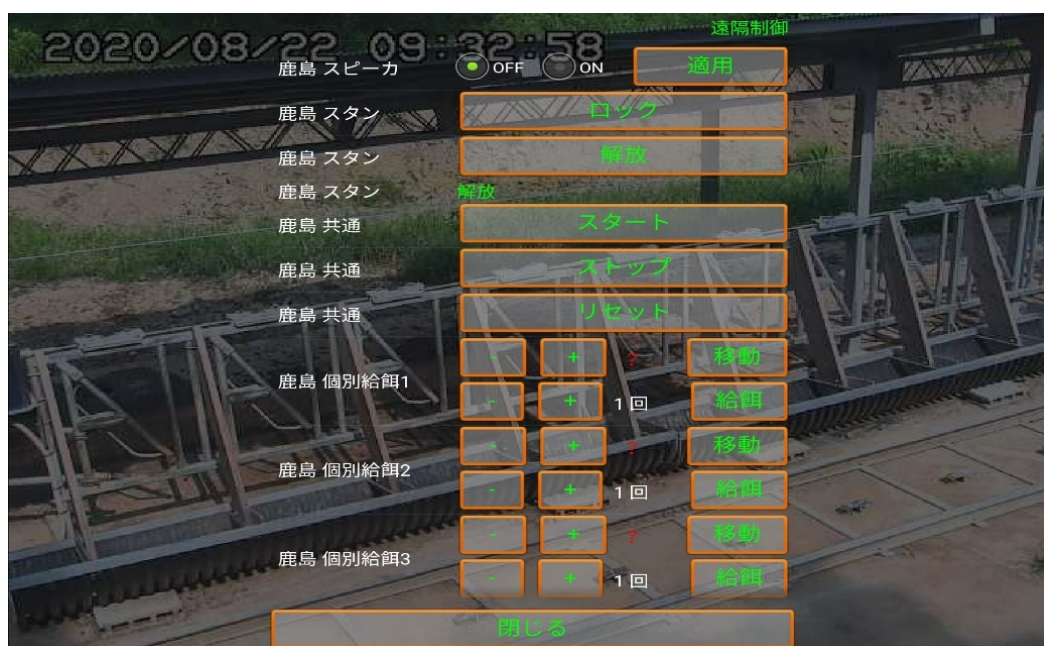 遠隔制御
2020/08/22 09:32:58
鹿島 スピーカ OFF ON 適用
鹿島 スタン ロック
鹿島 スタン 解放
鹿島 スタン 解放
鹿島 共通 スタート
鹿島 共通 ストップ
鹿島 共通 リセット
- + ? 移動
鹿島 個別給餌1
- + 1回 給餌
- + ? 移動
鹿島 個別給餌2
- + 1回 給餌
- + ? 移動
鹿島 個別給餌3
- + 1回 給餌
閉じる